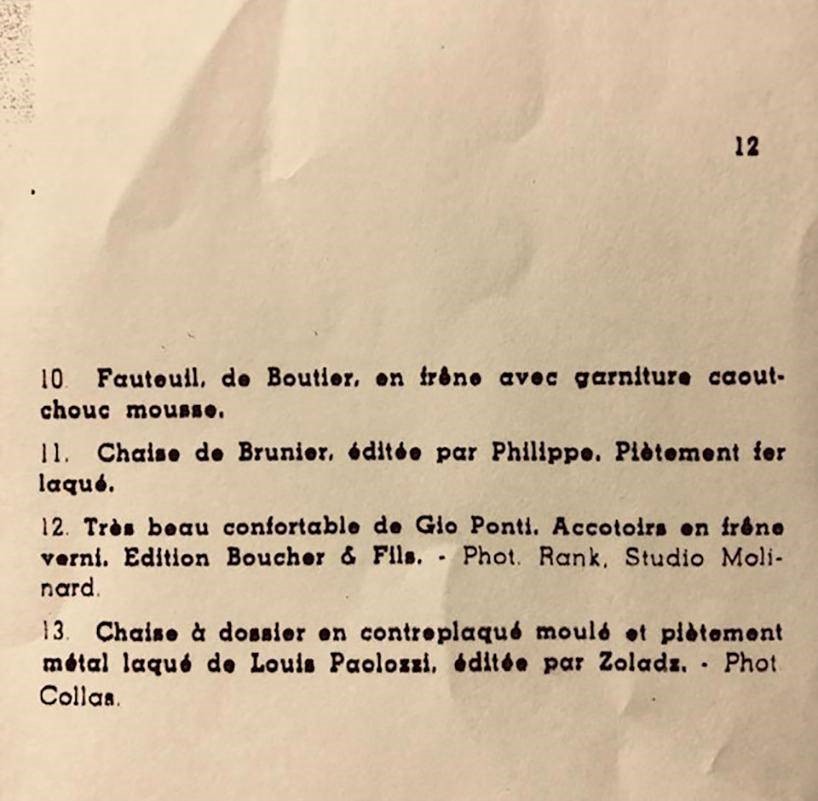 12
10. Fauteuil, de Boutier, en frêne avec garniture caout-
chouc mousse.
11. Chaise de Brunier, éditée par Philippe. Piètement fer
laqué.
12. Très beau confortable de Gio Ponti. Accotoirs en frêne
verni. Edition Boucher & Fils. - Phot. Rank, Studio Moli-
nard.
13. Chaise à dossier en contreplaqué moulé et piètement
métal laqué de Louis Paolozzi, éditée par Zoladz. - Phot
Collas.